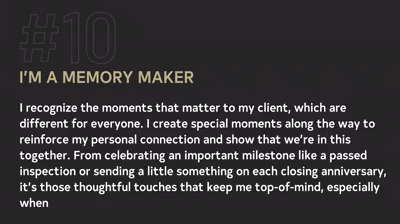 #10
I'M A MEMORY MAKER
I recognize the moments that matter to my client, which are
different for everyone. I create special moments along the way to
reinforce my personal connection and show that we're in this
together. From celebrating an important milestone like a passed
inspection or sending a little something on each closing anniversary,
it's those thoughtful touches that keep me top-of-mind, especially
when